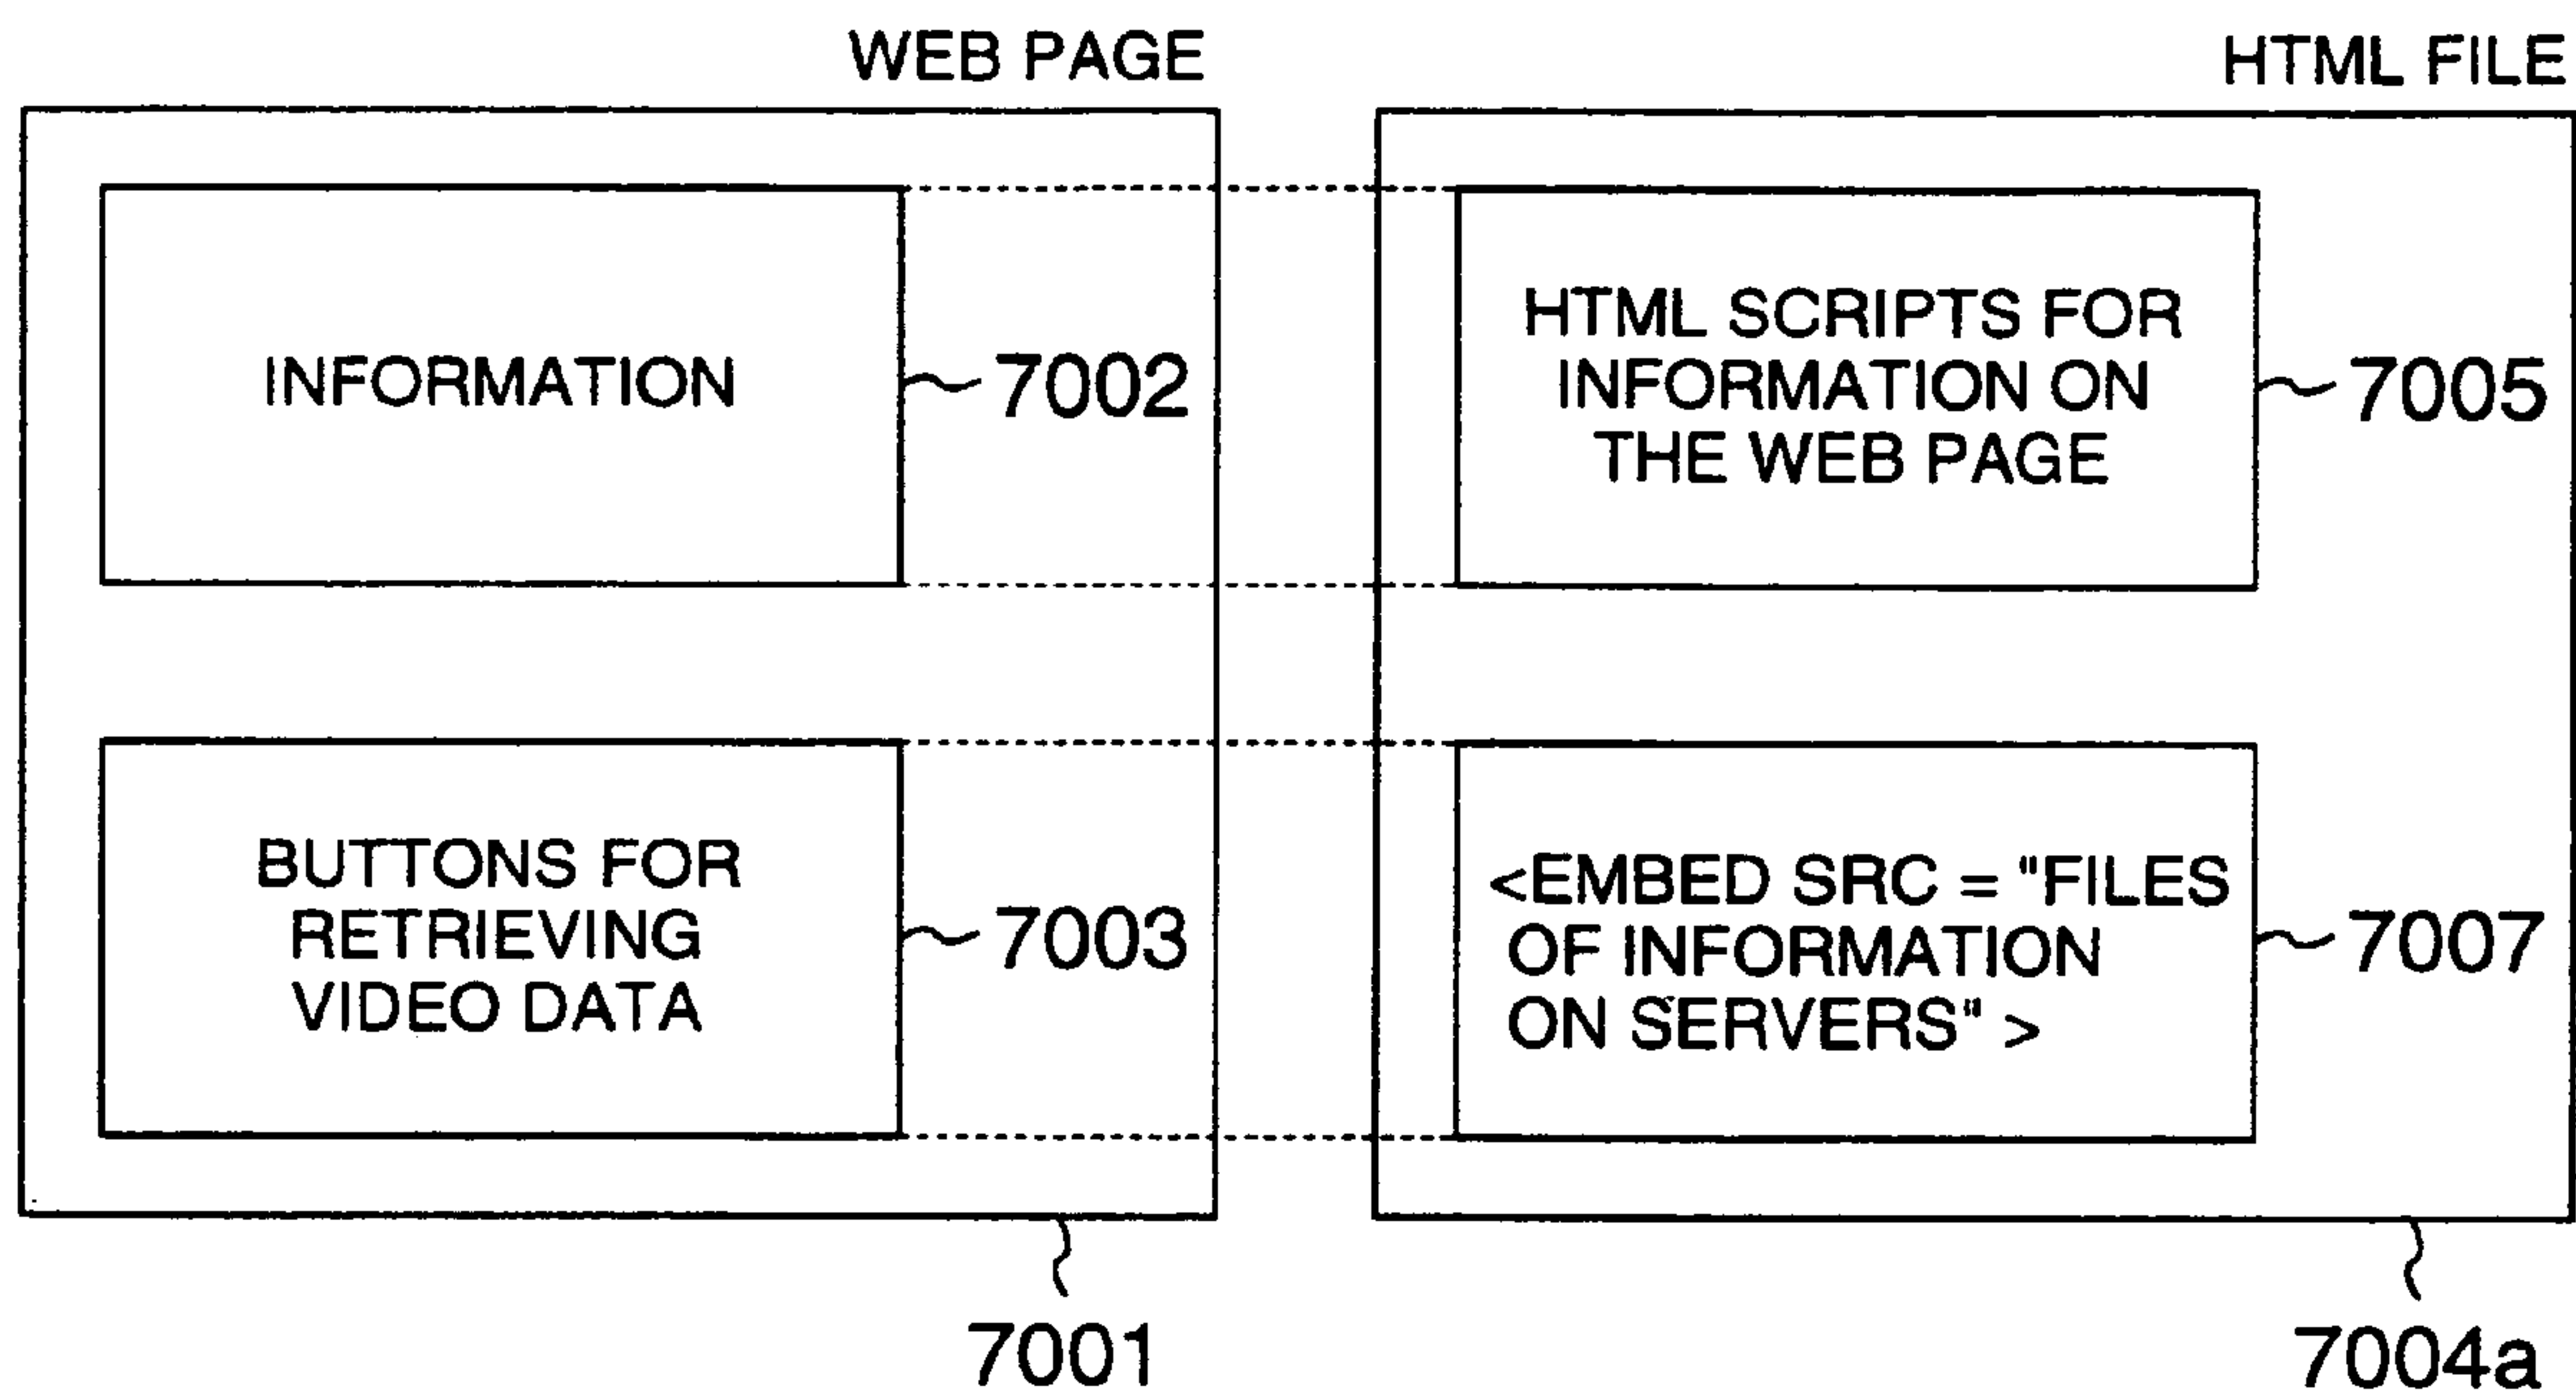 WEB PAGE
INFORMATION
7002
BUTTONS FOR
RETRIEVING
VIDEO DATA
7003
7001
HTML FILE
HTML SCRIPTS FOR
INFORMATION ON
THE WEB PAGE
7005
<EMBED SRC = "FILES
OF INFORMATION
ON SERVERS" >
7007
7004a